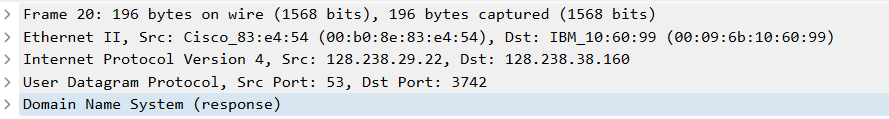 Frame 20: 196 bytes on wire (1568 bits), 196 bytes captured (1568 bits)
Ethernet II, Src: Cisco_83:e4:54 (00:b0:8e:83:e4:54), Dst: IBM_10:60:99 (00:09:6b:10:60:99)
Internet Protocol Version 4, Src: 128.238.29.22, Dst: 128.238.38.160
User Datagram Protocol, Src Port: 53, Dst Port: 3742
Domain Name System (response)